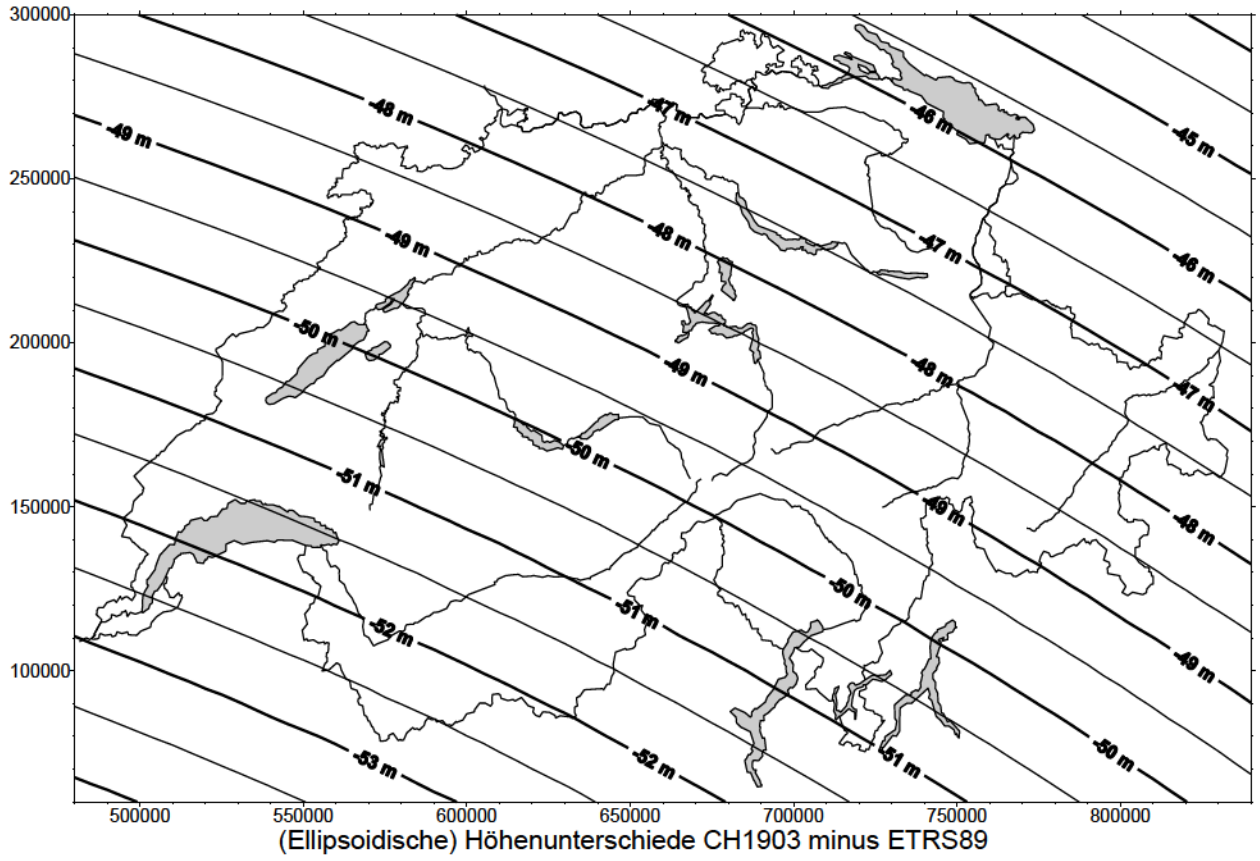 300000
250000
200000
150000
100000
-45 m
-46 m
-47 m
-48 m
-49 m
-46 m
-47 m
-48 m
-49 m
-50 m
-47 m
-48 m
-49 m
-50 m
-51 m
-48 m
-49 m
-50 m
-51 m
-52 m
-49 m
-50 m
-51 m
-52 m
-53 m
500000 550000 600000 650000 700000 750000 800000
(Ellipsoidische) Höhenunterschiede CH1903 minus ETRS89